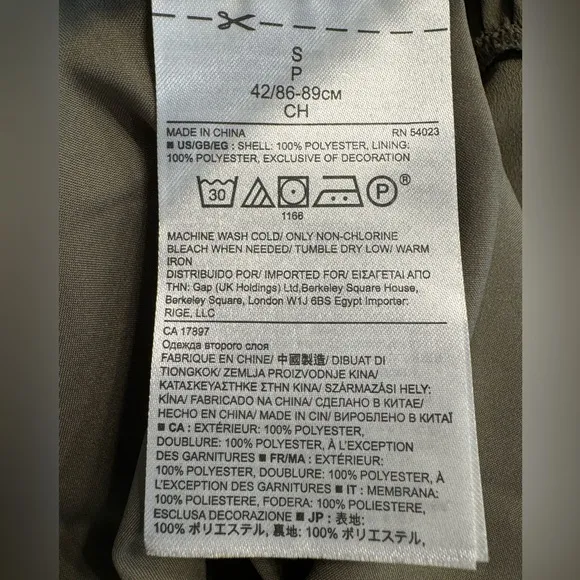 S
P
42/86-89CM
CH
MADE IN CHINA RN 54023
■ US/GB/EG : SHELL: 100% POLYESTER, LINING:
100% POLYESTER, EXCLUSIVE OF DECORATION
30 P ®
1166
MACHINE WASH COLD/ ONLY NON-CHLORINE
BLEACH WHEN NEEDED/ TUMBLE DRY LOW/ WARM
IRON
DISTRIBUIDO POR/ IMPORTED FOR/ ΕΙΣΑΓΕΤΑΙ ΑΠΟ
ΤΗΝ: Gap (UK Holdings) Ltd,Berkeley Square House,
Berkeley Square, London W1J 6BS Egypt Importer:
RIGE, LLC
CA 17897
Одежда второго слоя
FABRIQUE EN CHINE/ 中國製造/ DIBUAT DI
TIONGKOK/ ZEMLJA PROIZVODNJE KINA/
ΚΑΤΑΣΚΕΥΑΣΤΗΚΕ ΣΤΗΝ ΚΙΝΑ/ SZÁRMAZÁSI HELY:
KÍNA/ FABRICADO NA CHINA/ СДЕЛАНО В КИТАЕ/
HECHO EN CHINA/ MADE IN CIN/ ВИРОБЛЕНО В КИТАЇ
■ CA : EXTÉRIEUR: 100% POLYESTER,
DOUBLURE: 100% POLYESTER, À L'EXCEPTION
DES GARNITURES ■ FR/MA : EXTÉRIEUR:
100% POLYESTER, DOUBLURE: 100% POLYESTER, À
L'EXCEPTION DES GARNITURES ■ IT : MEMBRANA:
100% POLIESTERE, FODERA: 100% POLIESTERE,
ESCLUSA DECORAZIONE ■ JP : 表地:
100% ポリエステル, 裏地: 100% ポリエステル,